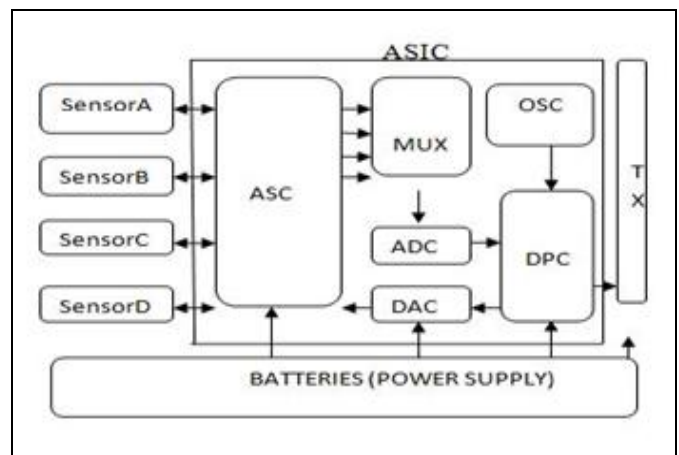 ASIC
SensorA
SensorB
SensorC
SensorD
ASC
MUX
OSC
ADC
DAC
DPC
T
X
BATTERIES (POWER SUPPLY)